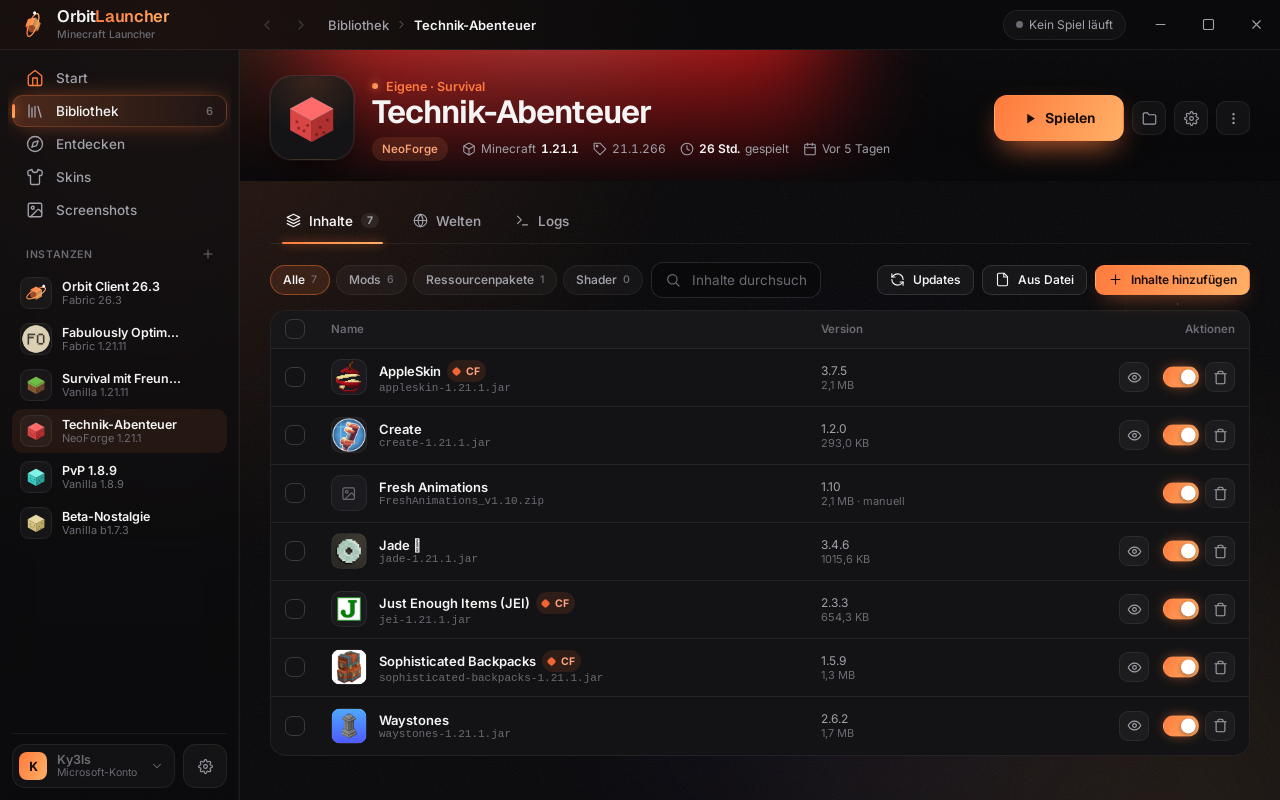 OrbitLauncher
Minecraft Launcher
Bibliothek
Technik-Abenteuer
Kein Spiel läuft
Start
Bibliothek 6
Entdecken
Skins
Screenshots
INSTANZEN
Orbit Client 26.3
Fabric 26.3
FO
Fabulously Optim...
Fabric 1.21.11
Survival mit Freun...
Vanilla 1.21.11
Technik-Abenteuer
NeoForge 1.21.1
PvP 1.8.9
Vanilla 1.8.9
Beta-Nostalgie
Vanilla b1.7.3
K
Ky3ls
Microsoft-Konto
Eigene · Survival
Technik-Abenteuer
NeoForge Minecraft 1.21.1 21.1.266 26 Std. gespielt Vor 5 Tagen
Spielen
Inhalte 7 Welten Logs
Alle 7 Mods 6 Ressourcenpakete 1 Shader 0 Inhalte durchsuch Updates Aus Datei Inhalte hinzufügen
Name Version Aktionen
AppleSkin CF 3.7.5
appleskin-1.21.1.jar 2,1 MB
Create 1.2.0
create-1.21.1.jar 293,0 KB
Fresh Animations 1.10
FreshAnimations_v1.10.zip 2,1 MB · manuell
Jade 3.4.6
jade-1.21.1.jar 1015,6 KB
J
Just Enough Items (JEI) CF 2.3.3
jei-1.21.1.jar 654,3 KB
Sophisticated Backpacks CF 1.5.9
sophisticated-backpacks-1.21.1.jar 1,3 MB
Waystones 2.6.2
waystones-1.21.1.jar 1,7 MB